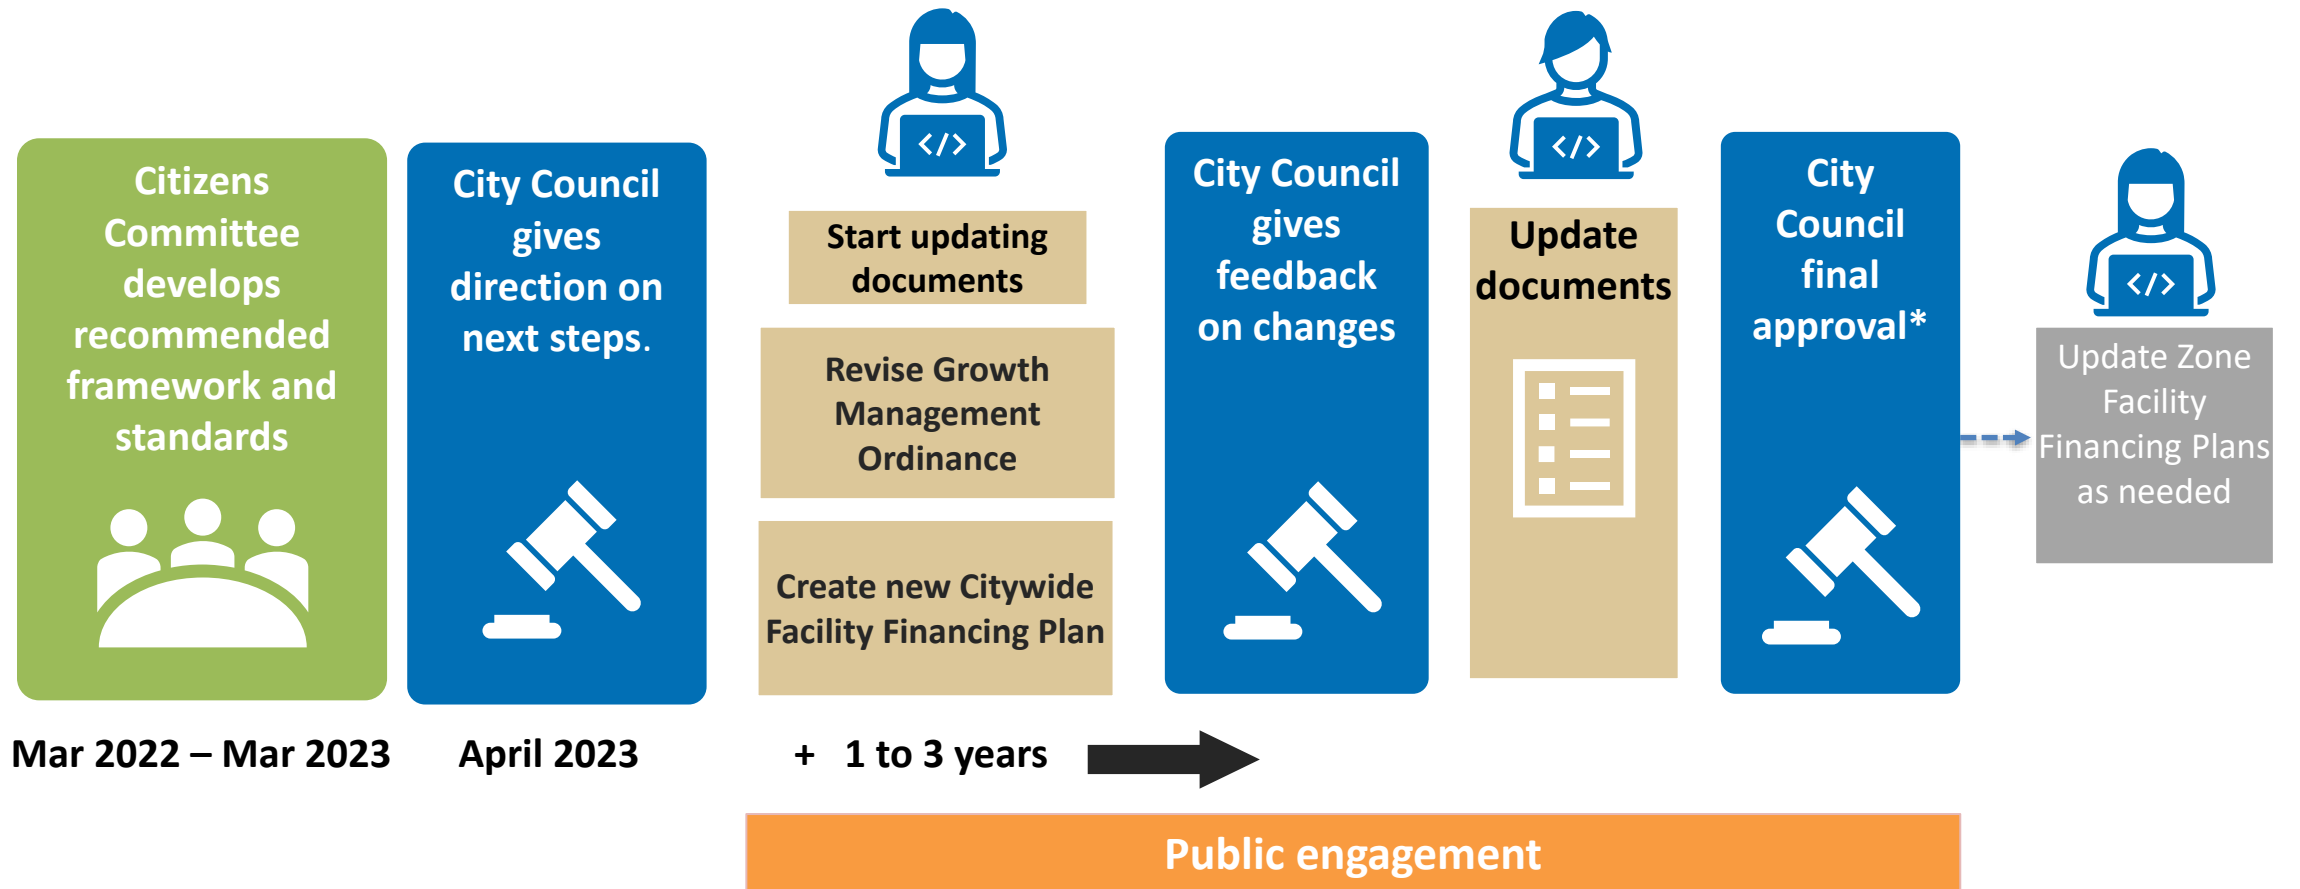 Citizens
Committee
develops
recommended
framework and
standards
City Council
gives
direction on
next steps.
</>
Start updating
documents
Revise Growth
Management
Ordinance
Create new Citywide
Facility Financing Plan
City Council
gives
feedback
on changes
</>
Update
documents
City
Council
final
approval*
</>
Update Zone
Facility
Financing Plans
as needed
Mar 2022 – Mar 2023
April 2023
+ 1 to 3 years
Public engagement